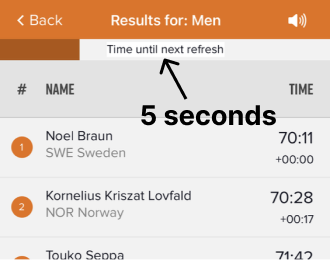 Back
Results for: Men
Time until next refresh
5 seconds
# NAME TIME
1 Noel Braun 70:11
SWE Sweden +00:00
2 Kornelius Kriszat Lovfald 70:28
NOR Norway +00:17
Touko Seppa 71:42